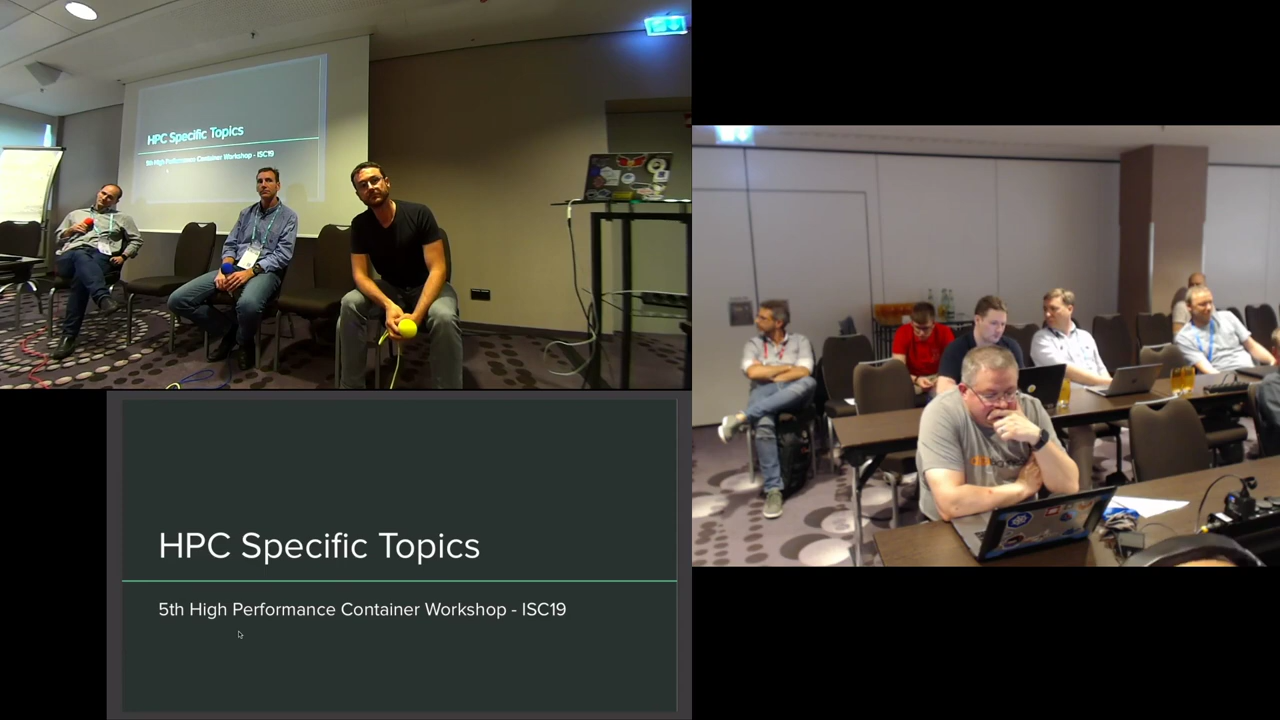 HPC Specific Topics
5th High Performance Container Workshop - ISC19
HPC Specific Topics
5th High Performance Container Workshop - ISC19